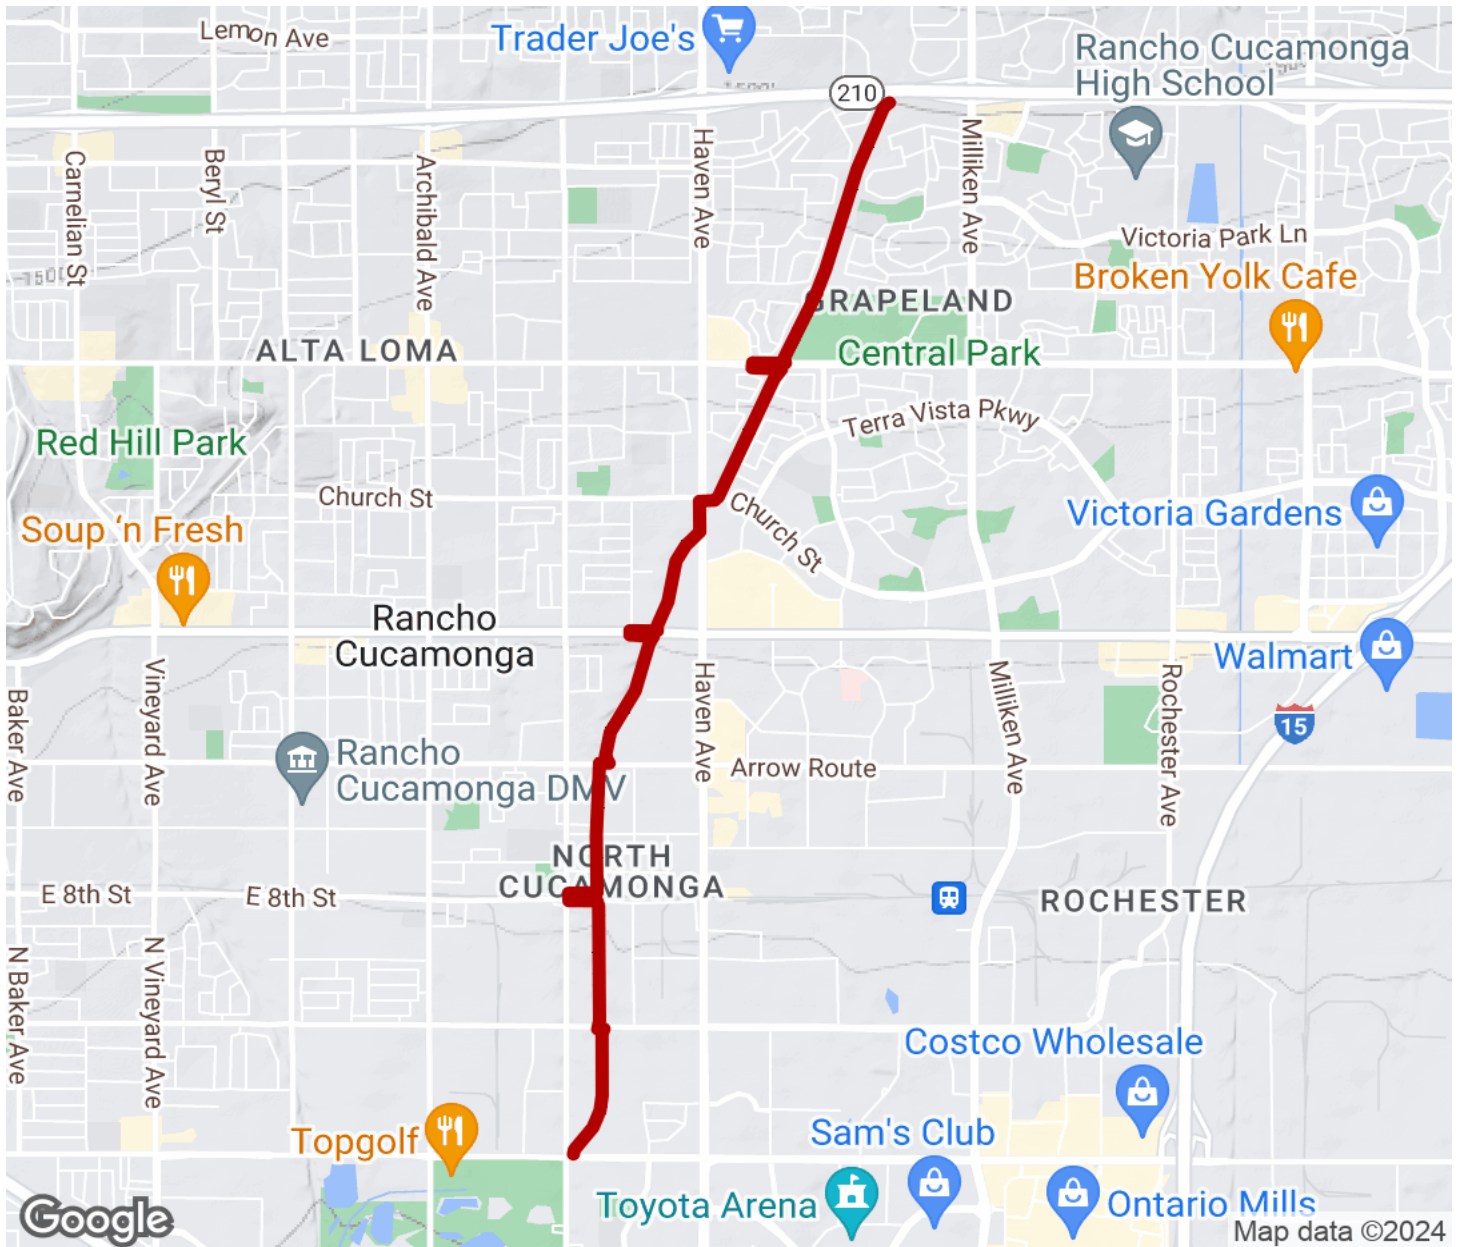 Lemon Ave
Trader Joe's
Rancho Cucamonga
High School
210
Carnelian St
Beryl St
Archibald Ave
Haven Ave
Milliken Ave
Victoria Park Ln
Broken Yolk Cafe
GRAPELAND
ALTA LOMA
Central Park
Terra Vista Pkwy
Red Hill Park
Church St
Church St
Victoria Gardens
Soup ‘n Fresh
Rancho
Cucamonga
Walmart
Baker Ave
Vineyard Ave
Haven Ave
Milliken Ave
Rochester Ave
15
Rancho
Cucamonga DMV
Arrow Route
NORTH
CUCAMONGA
E 8th St
E 8th St
ROCHESTER
N Baker Ave
N Vineyard Ave
Costco Wholesale
Topgolf
Sam's Club
Toyota Arena
Ontario Mills
Google
Map data ©2024